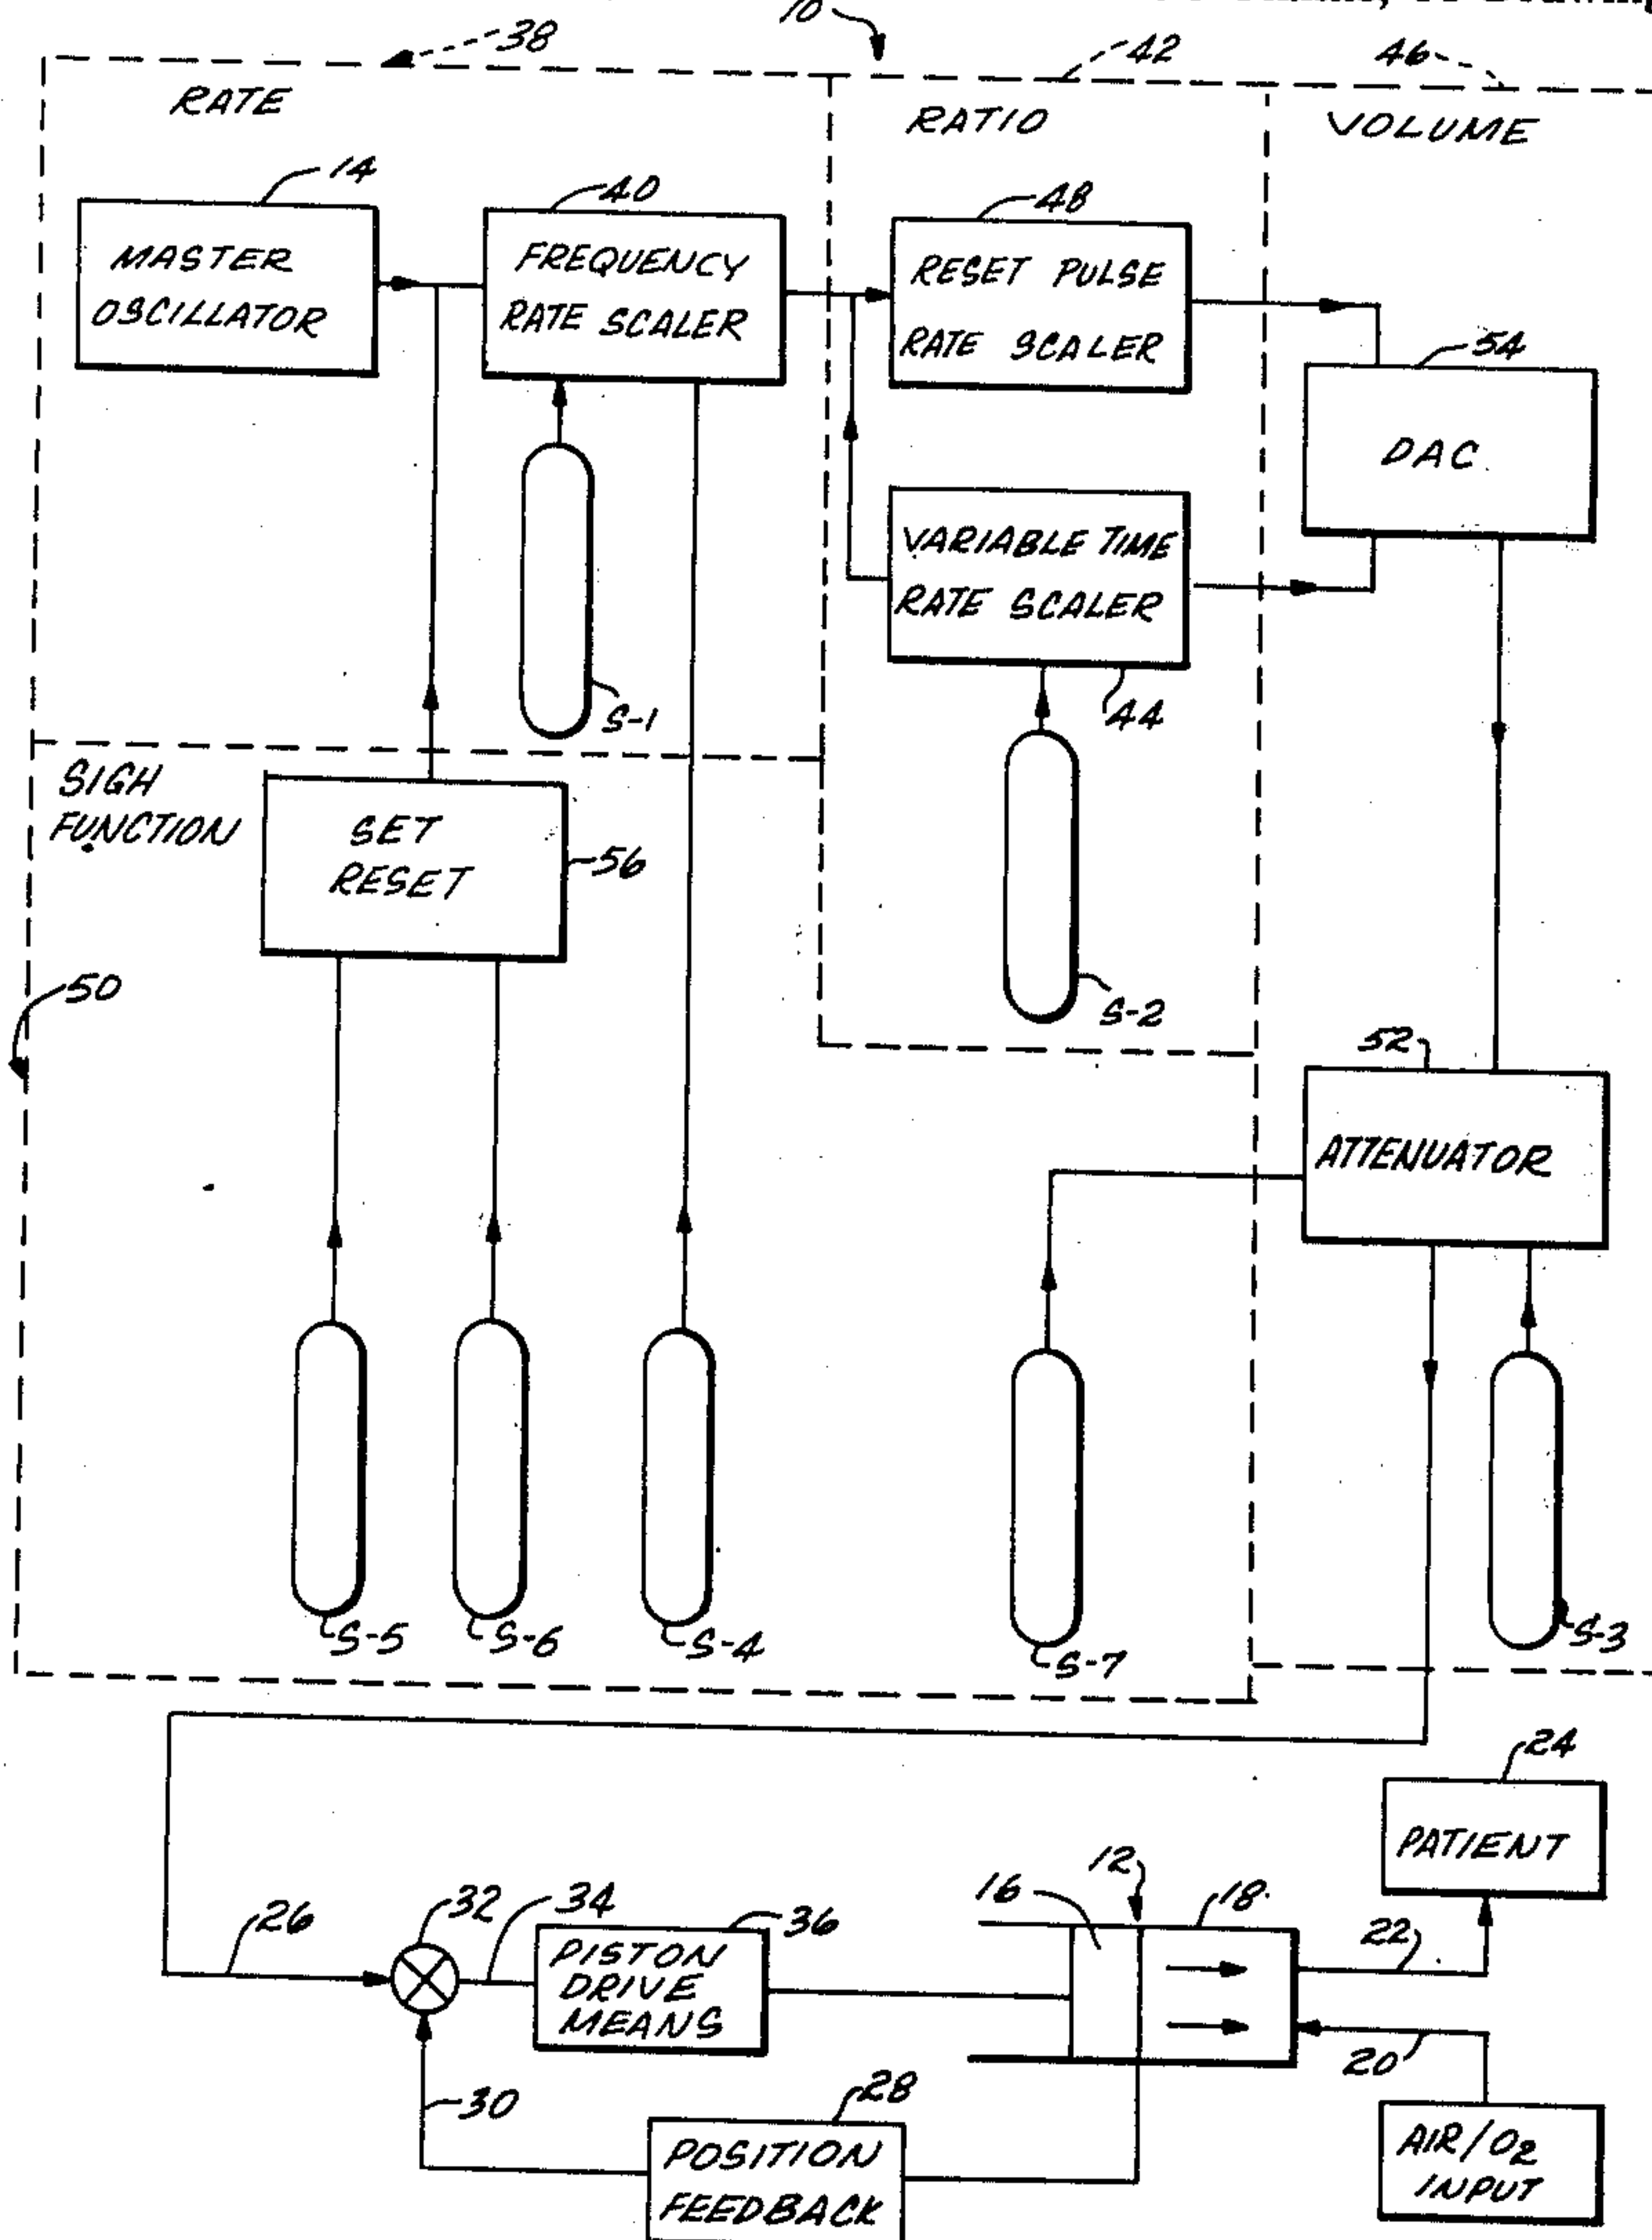 10
38
42
46
RATE
RATIO
VOLUME
14
40
48
MASTER
OSCILLATOR
FREQUENCY
RATE SCALER
RESET PULSE
RATE SCALER
54
DAC
VARIABLE TIME
RATE SCALER
S-1
44
SIGH
FUNCTION
SET
RESET
56
50
S-2
52
ATTENUATOR
S-5
S-6
S-4
S-7
S-3
24
PATIENT
26
32
34
36
16
12
18
22
PISTON
DRIVE
MEANS
20
30
28
POSITION
FEEDBACK
AIR/O2
INPUT